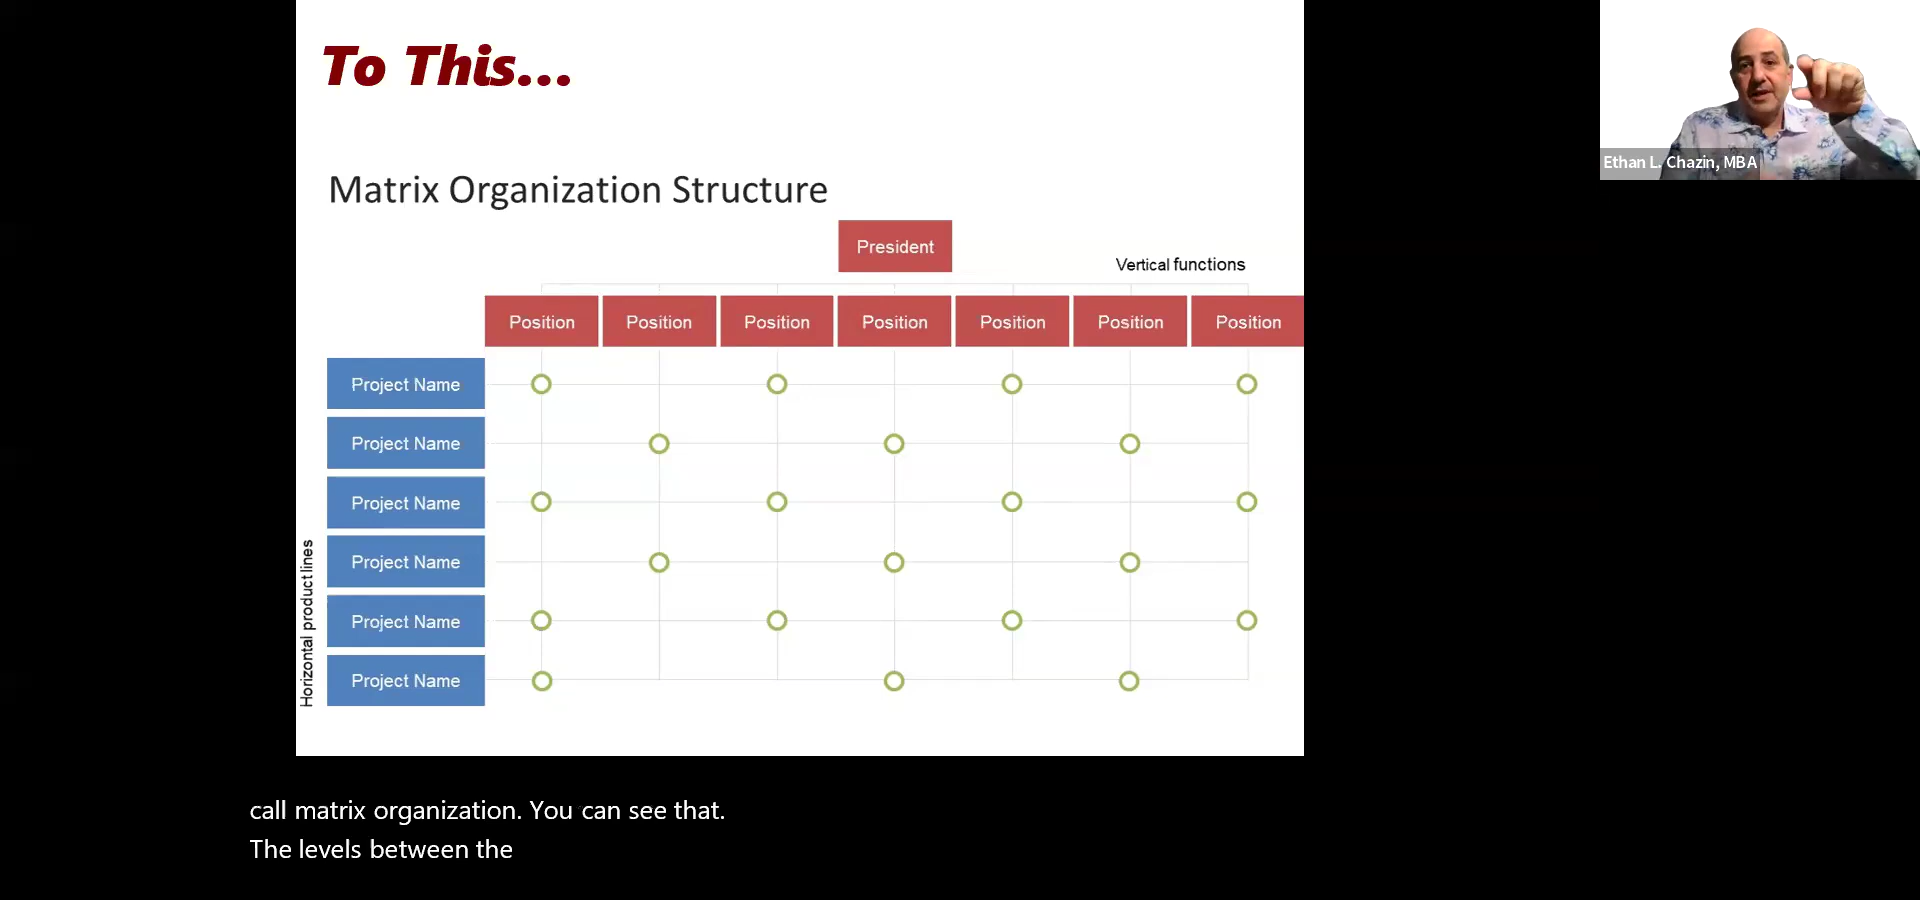 To This...
Matrix Organization Structure
President
Vertical functions
Position Position Position Position Position Position Position
Project Name
Project Name
Project Name
Project Name
Project Name
Project Name
Horizontal product lines
Ethan L. Chazin, MBA
call matrix organization. You can see that.
The levels between the